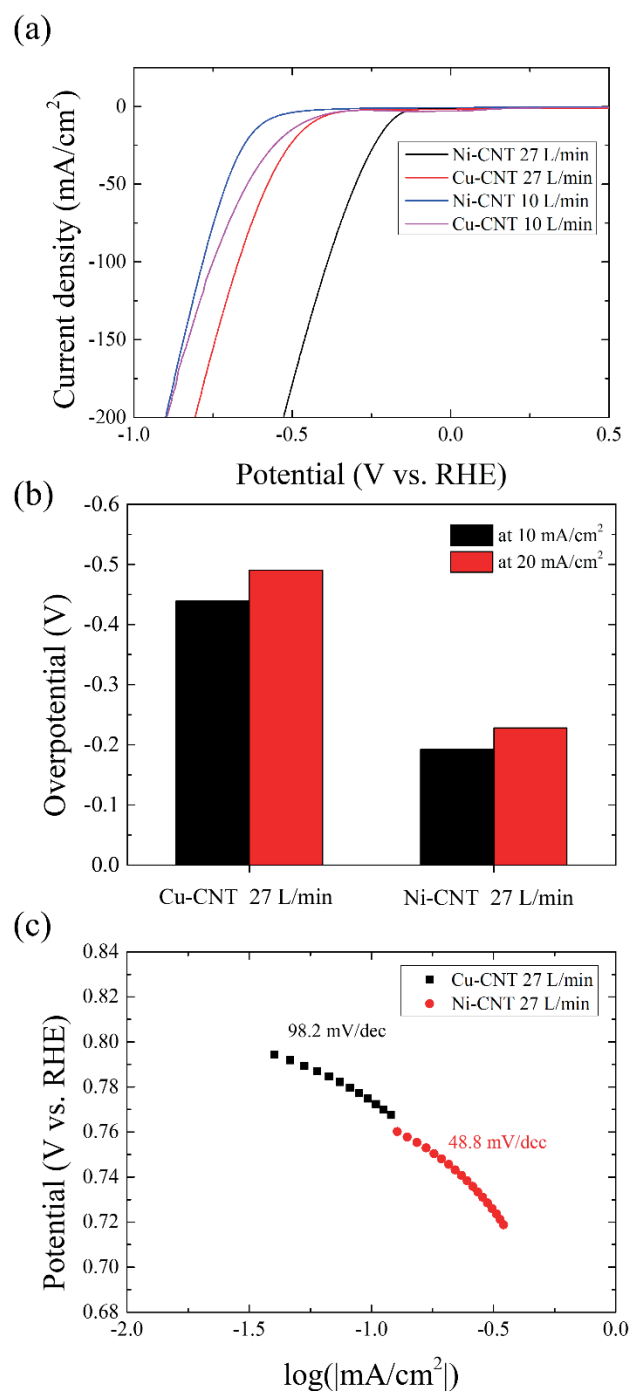 (a)
0
-50
-100
-150
-200
Current density (mA/cm²)
Ni-CNT 27 L/min
Cu-CNT 27 L/min
Ni-CNT 10 L/min
Cu-CNT 10 L/min
-1.0 -0.5 0.0 0.5
Potential (V vs. RHE)
(b)
-0.6
-0.5
-0.4
-0.3
-0.2
-0.1
0.0
Overpotential (V)
at 10 mA/cm²
at 20 mA/cm²
Cu-CNT 27 L/min Ni-CNT 27 L/min
(c)
0.84
0.82
0.80
0.78
0.76
0.74
0.72
0.70
0.68
Potential (V vs. RHE)
Cu-CNT 27 L/min
Ni-CNT 27 L/min
98.2 mV/dec
48.8 mV/dec
-2.0 -1.5 -1.0 -0.5 0.0
log(|mA/cm²|)